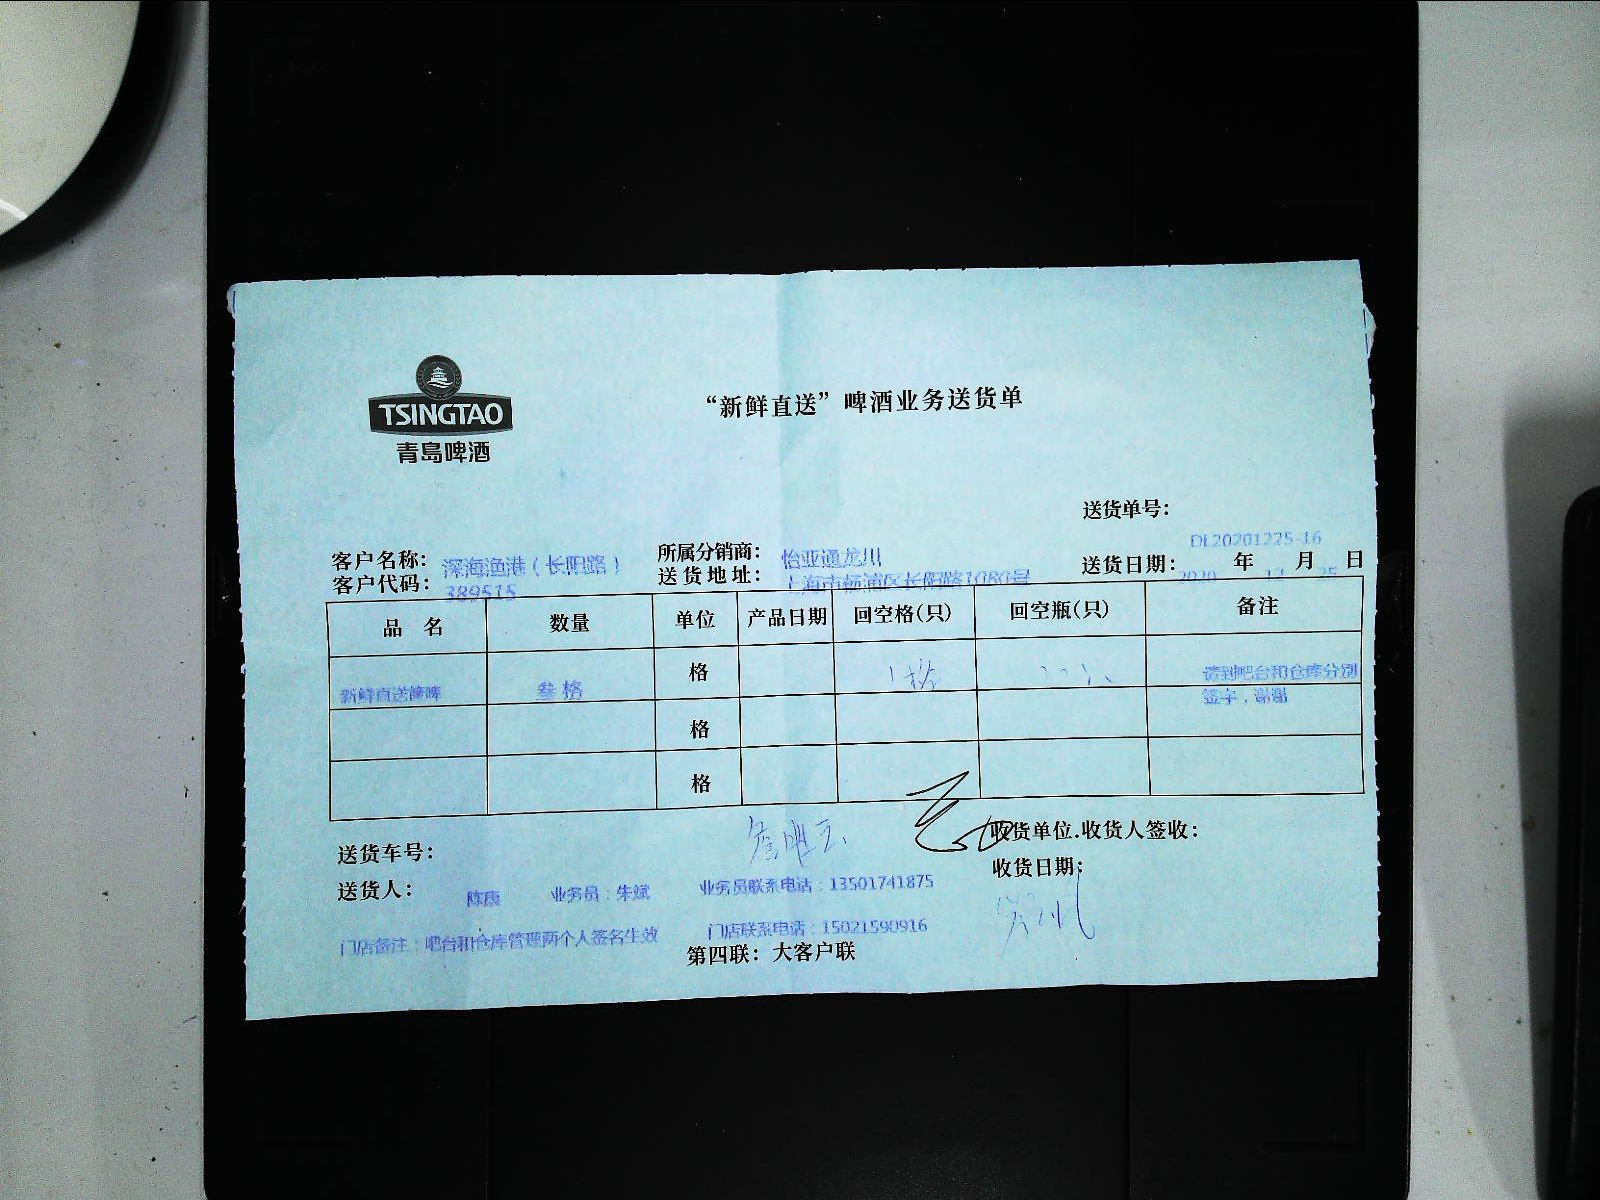 TSINGTAO
青岛啤酒
“新鲜直送”啤酒业务送货单
送货单号：
DL20201225-16
客户名称： 深海渔港（长阳路） 所属分销商： 怡亚通龙川
客户代码： 389515 送货地址： 上海市杨浦区长阳路1080号 送货日期： 2020 年 12 月 25 日
品 名 数量 单位 产品日期 回空格(只) 回空瓶(只) 备注
新鲜直送 叁格 格 1格 请到吧台和仓库分别
签字，谢谢
格
格
送货车号： 收货单位.收货人签收：
收货日期：
送货人： 陈康 业务员：朱斌 业务员联系电话：13501741875
门店备注：吧台和仓库管理两个人签名生效 门店联系电话：15021590916
第四联：大客户联